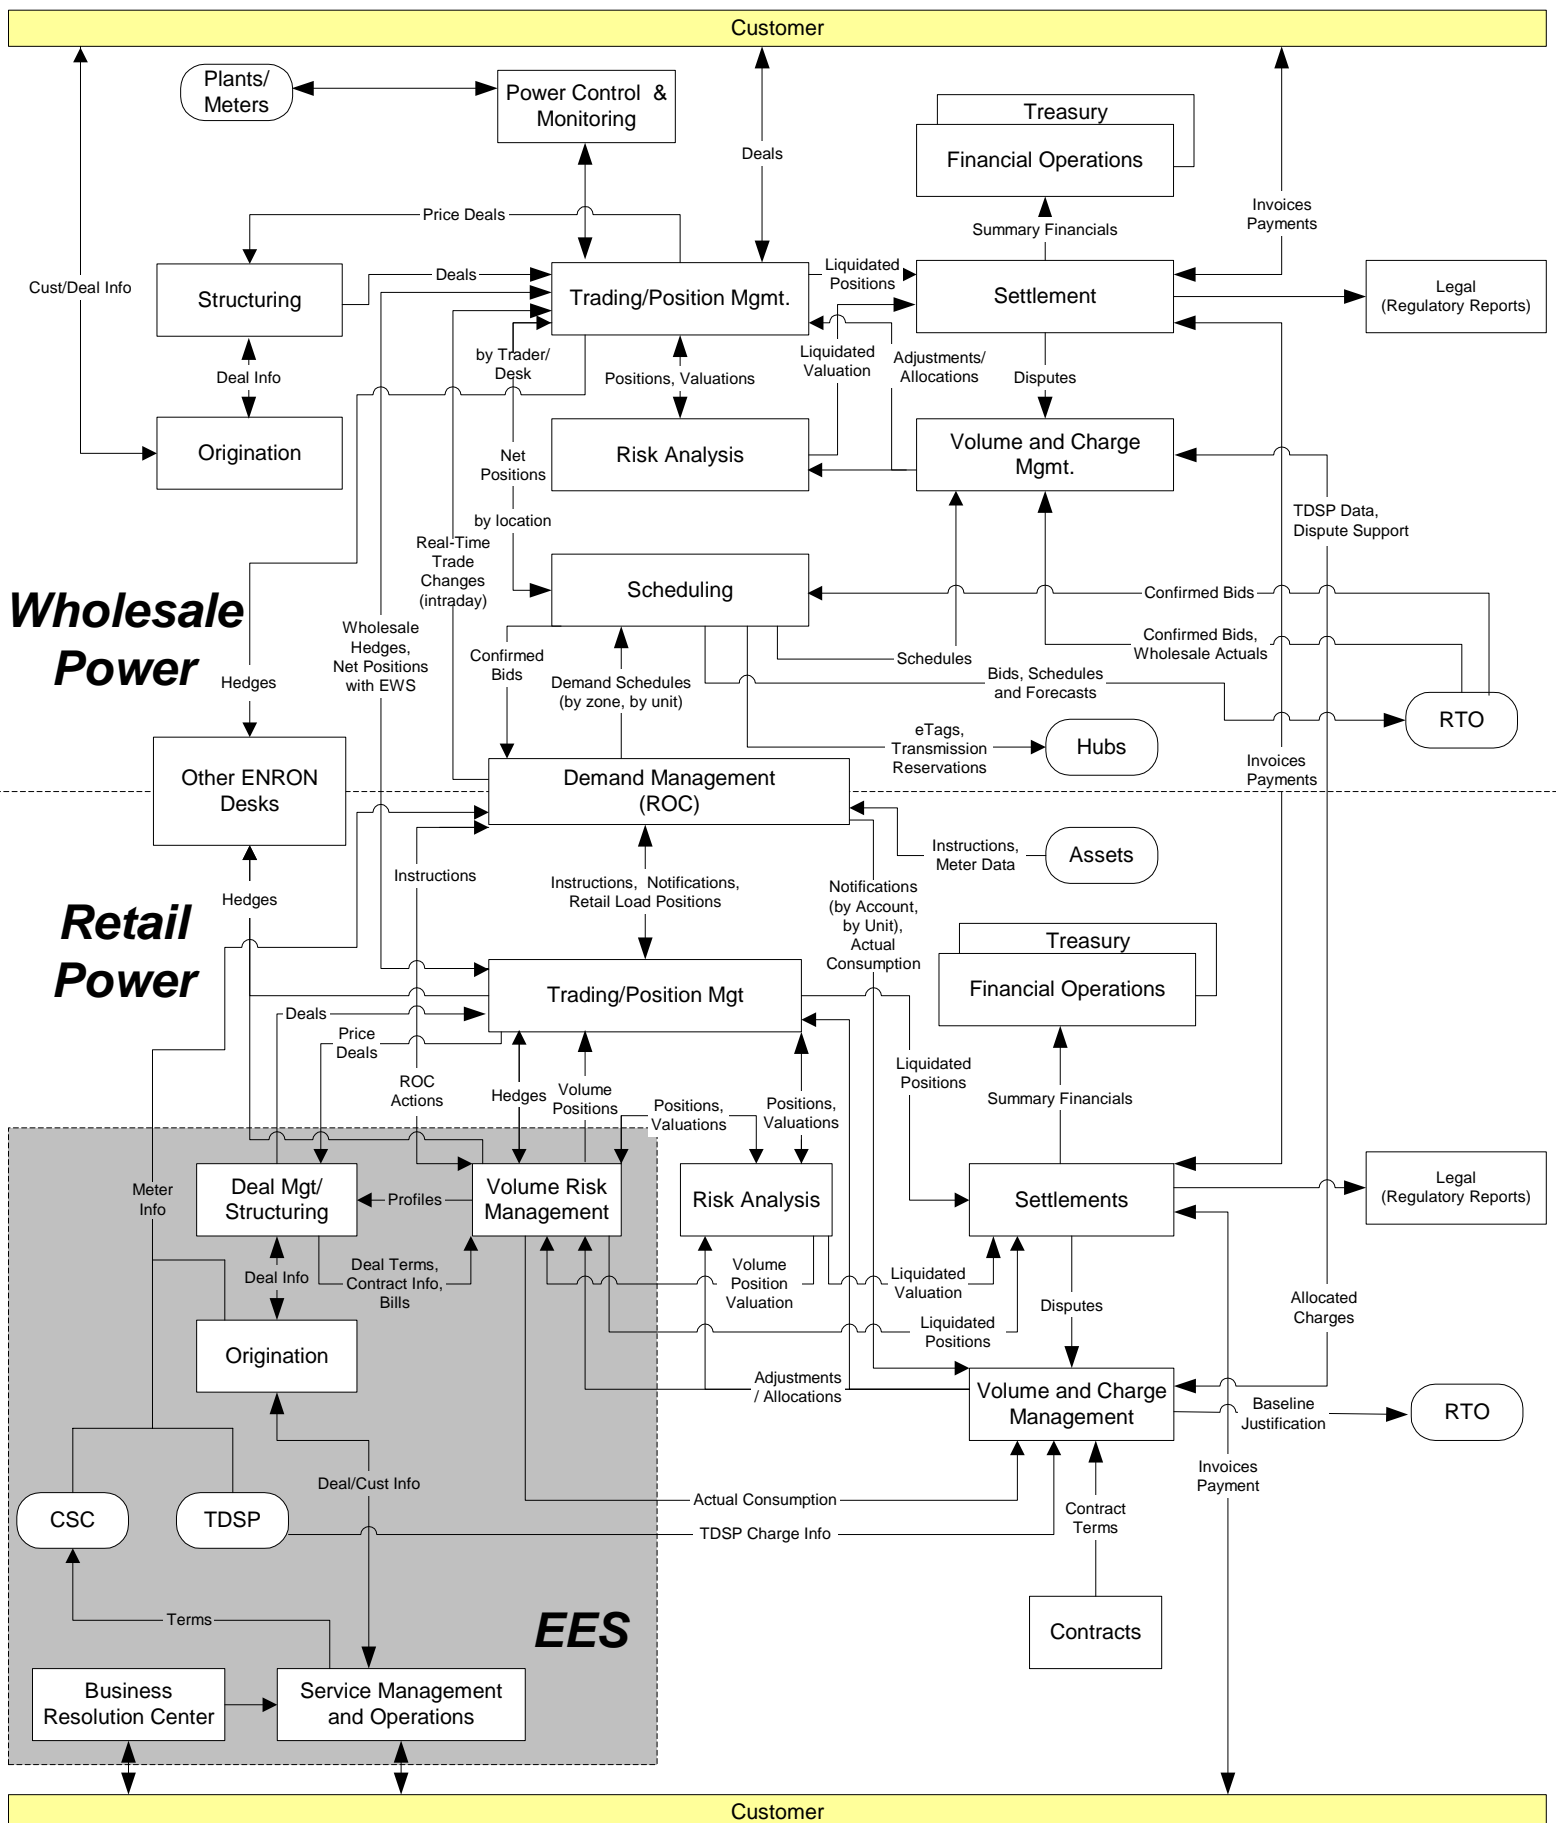 Customer
Plants/
Meters
Power Control  &
Monitoring
Treasury
Financial Operations
Deals
Invoices
Payments
Price Deals
Summary Financials
Cust/Deal Info
Structuring
Deals
Trading/Position Mgmt.
Liquidated
Positions
Settlement
Legal
(Regulatory Reports)
by Trader/
Desk
Deal Info
Positions, Valuations
Liquidated
Valuation
Adjustments/
Allocations
Disputes
Origination
Net
Positions
Risk Analysis
Volume and Charge
Mgmt.
by location
TDSP Data,
Dispute Support
Real-Time
Trade
Changes
(intraday)
Scheduling
Confirmed Bids
Wholesale
Power
Wholesale
Hedges,
Net Positions
with EWS
Confirmed
Bids
Demand Schedules
(by zone, by unit)
Schedules
Confirmed Bids,
Wholesale Actuals
Bids, Schedules
and Forecasts
Hedges
RTO
eTags,
Transmission
Reservations
Hubs
Invoices
Payments
Other ENRON
Desks
Demand Management
(ROC)
Instructions,
Meter Data
Assets
Instructions
Instructions,  Notifications,
Retail Load Positions
Notifications
(by Account,
by Unit),
Actual
Consumption
Hedges
Retail
Power
Treasury
Financial Operations
Trading/Position Mgt
Deals
Price
Deals
ROC
Actions
Hedges
Volume
Positions
Positions,
Valuations
Positions,
Valuations
Liquidated
Positions
Summary Financials
Meter
Info
Deal Mgt/
Structuring
Profiles
Volume Risk
Management
Risk Analysis
Settlements
Legal
(Regulatory Reports)
Deal Info
Deal Terms,
Contract Info,
Bills
Volume
Position
Valuation
Liquidated
Valuation
Disputes
Allocated
Charges
Liquidated
Positions
Origination
Adjustments
/ Allocations
Volume and Charge
Management
Baseline
Justification
RTO
Deal/Cust Info
Invoices
Payment
CSC
TDSP
Actual Consumption
TDSP Charge Info
Contract
Terms
Terms
EES
Contracts
Business
Resolution Center
Service Management
and Operations
Customer